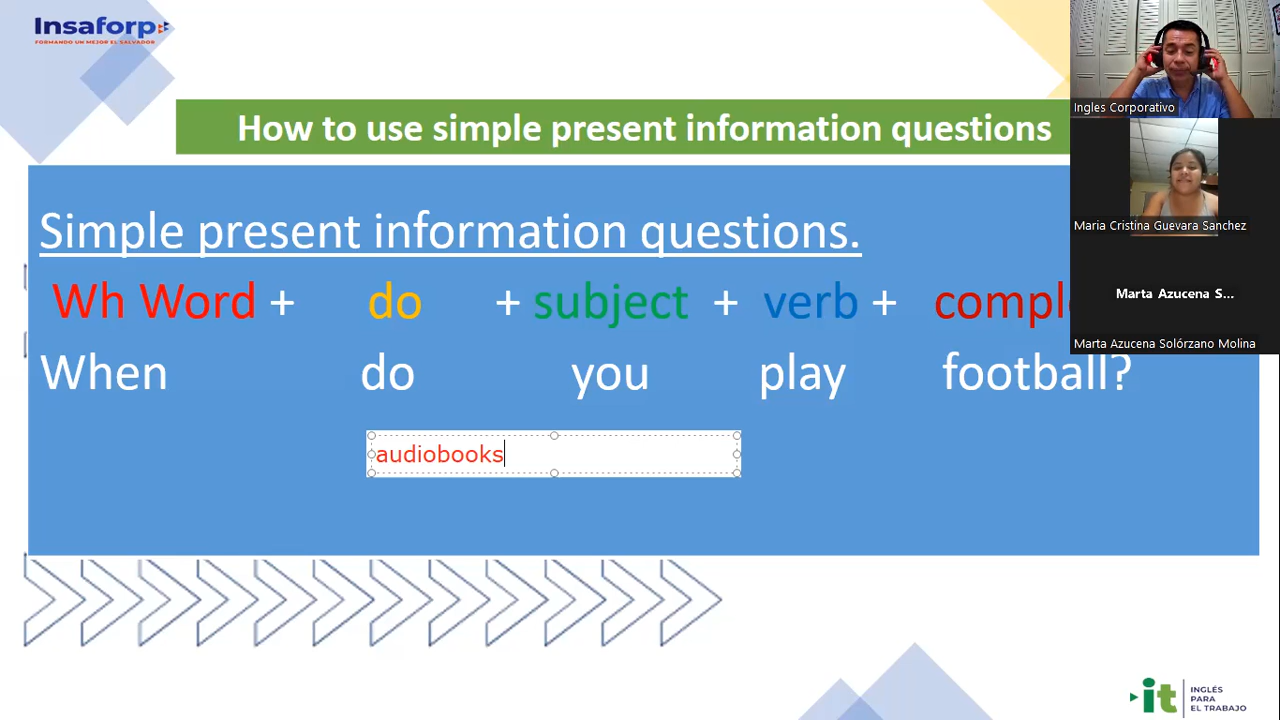 Insaforp
FORMANDO UN MEJOR EL SALVADOR
How to use simple present information questions
Ingles Corporativo
Maria Cristina Guevara Sanchez
Marta Azucena S...
Marta Azucena Solórzano Molina
Simple present information questions.
Wh Word + do + subject + verb + comple
When do you play football?
audiobooks
it INGLÉS
PARA
EL TRABAJO